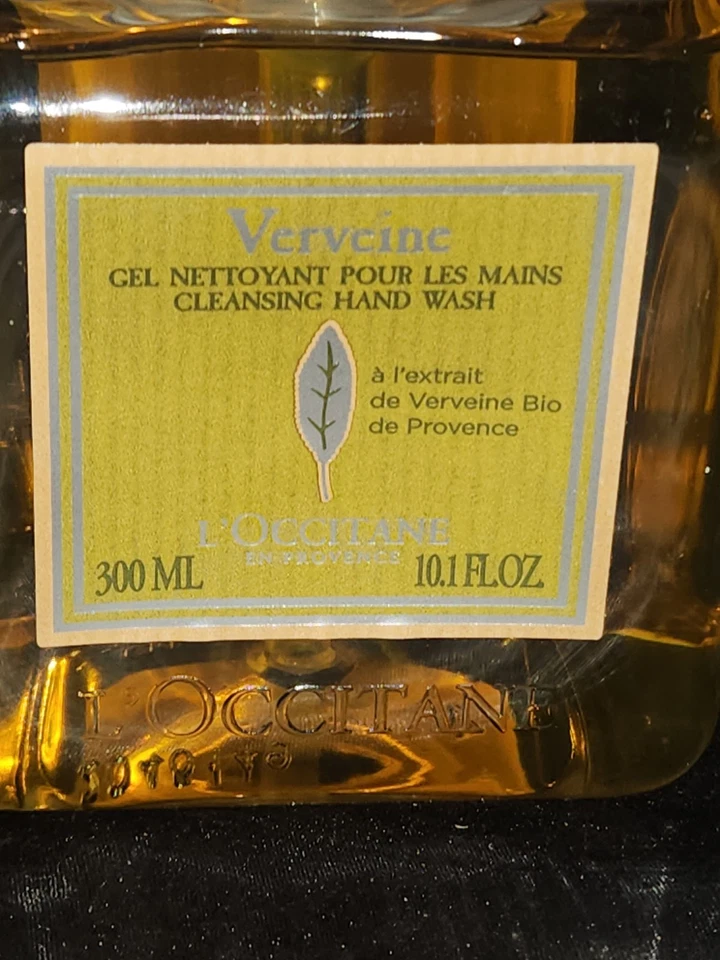 Verveine
GEL NETTOYANT POUR LES MAINS
CLEANSING HAND WASH
à l'extrait
de Verveine Bio
de Provence
L'OCCITANE
EN PROVENCE
300 ML 10.1 FL.OZ
L'OCCITANE